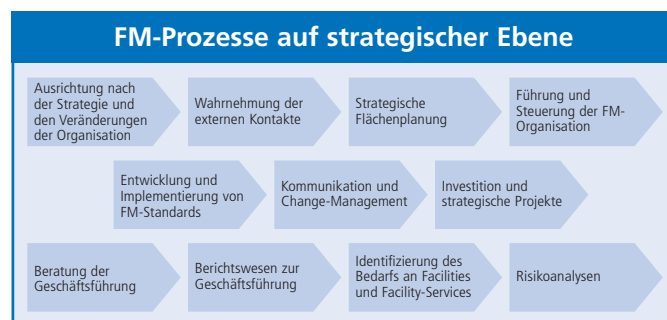 FM-Prozesse auf strategischer Ebene
Ausrichtung nach
der Strategie und
den Veränderungen
der Organisation
Wahrnehmung der
externen Kontakte
Strategische
Flächenplanung
Führung und
Steuerung der FM-
Organisation
Entwicklung und
Implementierung von
FM-Standards
Kommunikation und
Change-Management
Investition und
strategische Projekte
Beratung der
Geschäftsführung
Berichtswesen zur
Geschäftsführung
Identifizierung des
Bedarfs an Facilities
und Facility-Services
Risikoanalysen